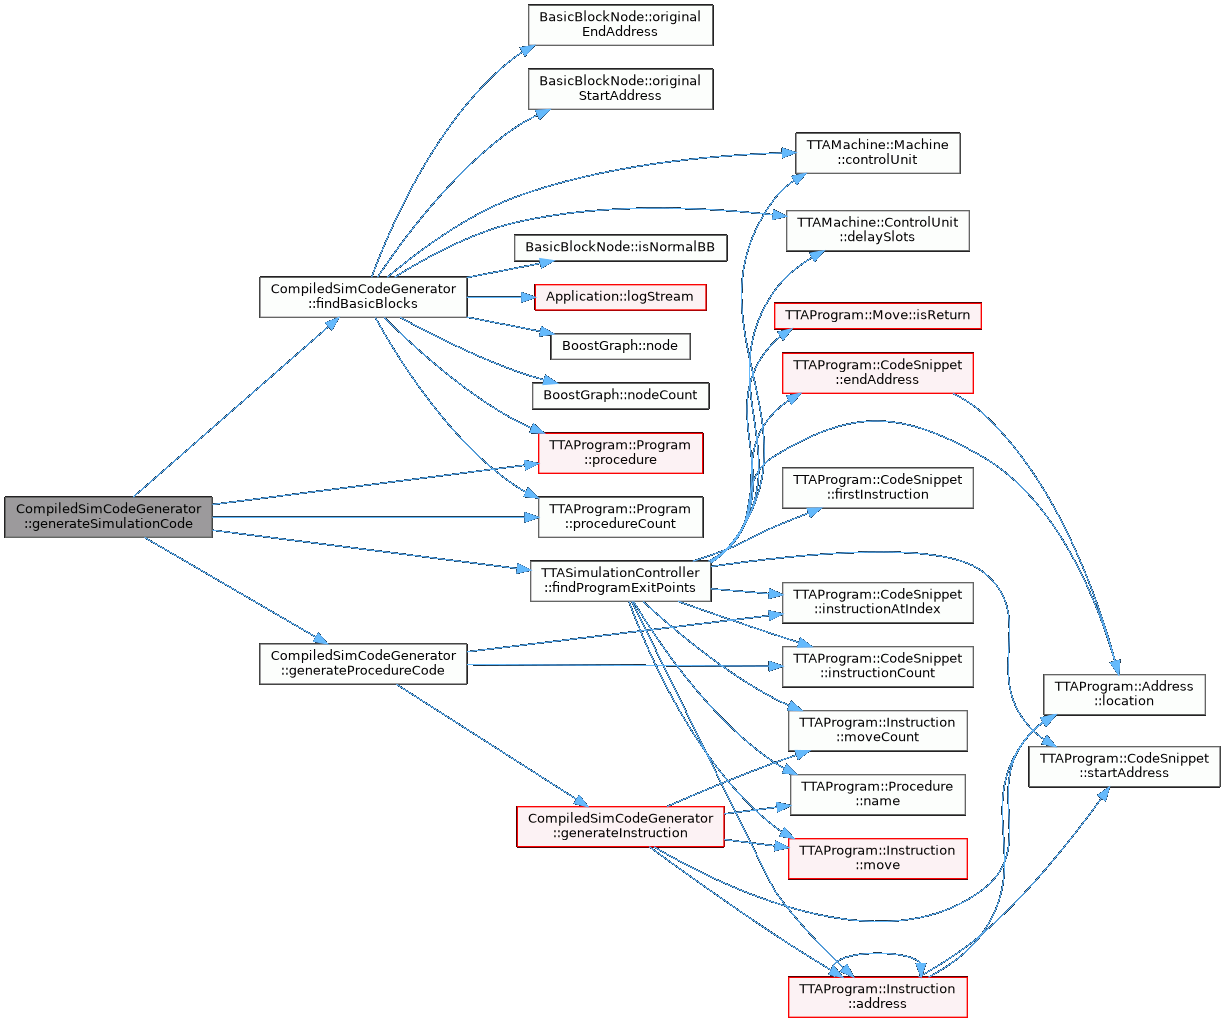 BasicBlockNode::original
EndAddress
BasicBlockNode::original
StartAddress
TTAMachine::Machine
::controlUnit
TTAMachine::ControlUnit
::delaySlots
BasicBlockNode::isNormalBB
CompiledSimCodeGenerator
::findBasicBlocks
Application::logStream
TTAProgram::Move::isReturn
BoostGraph::node
TTAProgram::CodeSnippet
::endAddress
BoostGraph::nodeCount
TTAProgram::Program
::procedure
TTAProgram::CodeSnippet
::firstInstruction
CompiledSimCodeGenerator
::generateSimulationCode
TTAProgram::Program
::procedureCount
TTASimulationController
::findProgramExitPoints
TTAProgram::CodeSnippet
::instructionAtIndex
CompiledSimCodeGenerator
::generateProcedureCode
TTAProgram::CodeSnippet
::instructionCount
TTAProgram::Address
::location
TTAProgram::Instruction
::moveCount
TTAProgram::CodeSnippet
::startAddress
TTAProgram::Procedure
::name
CompiledSimCodeGenerator
::generateInstruction
TTAProgram::Instruction
::move
TTAProgram::Instruction
::address